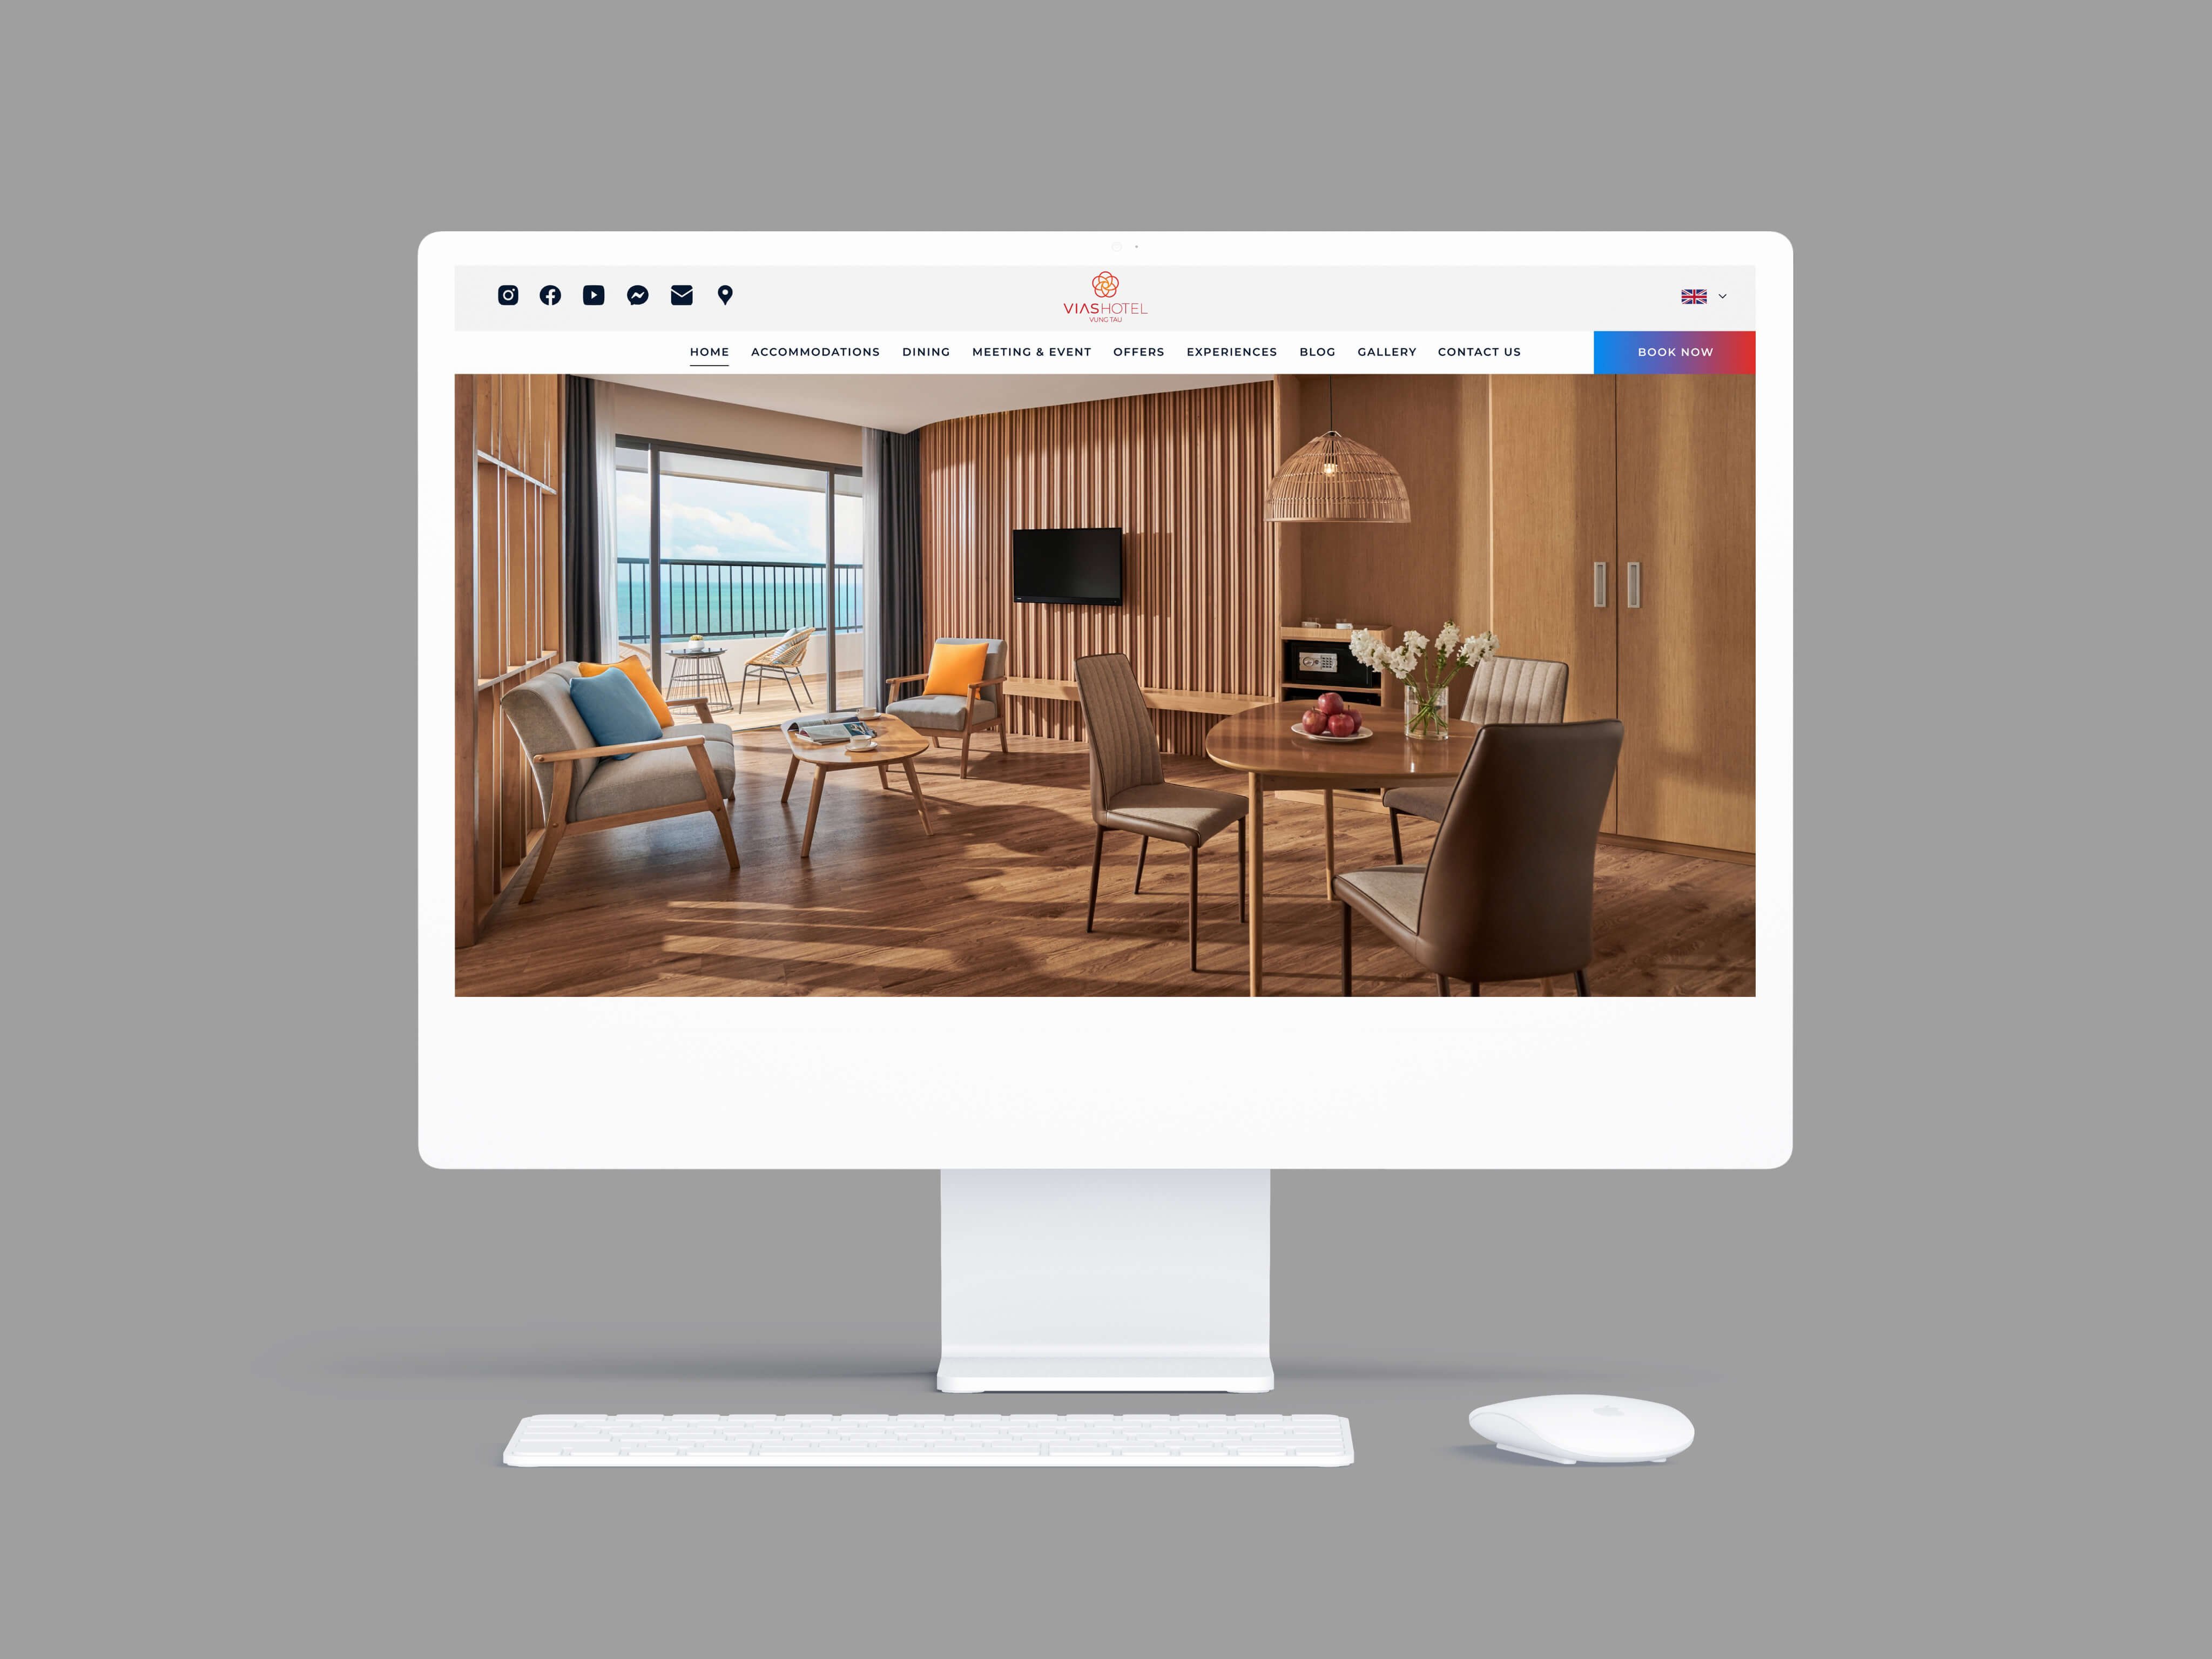 VIASHOTEL
VUNG TAU
HOME ACCOMMODATIONS DINING MEETING & EVENT OFFERS EXPERIENCES BLOG GALLERY CONTACT US BOOK NOW